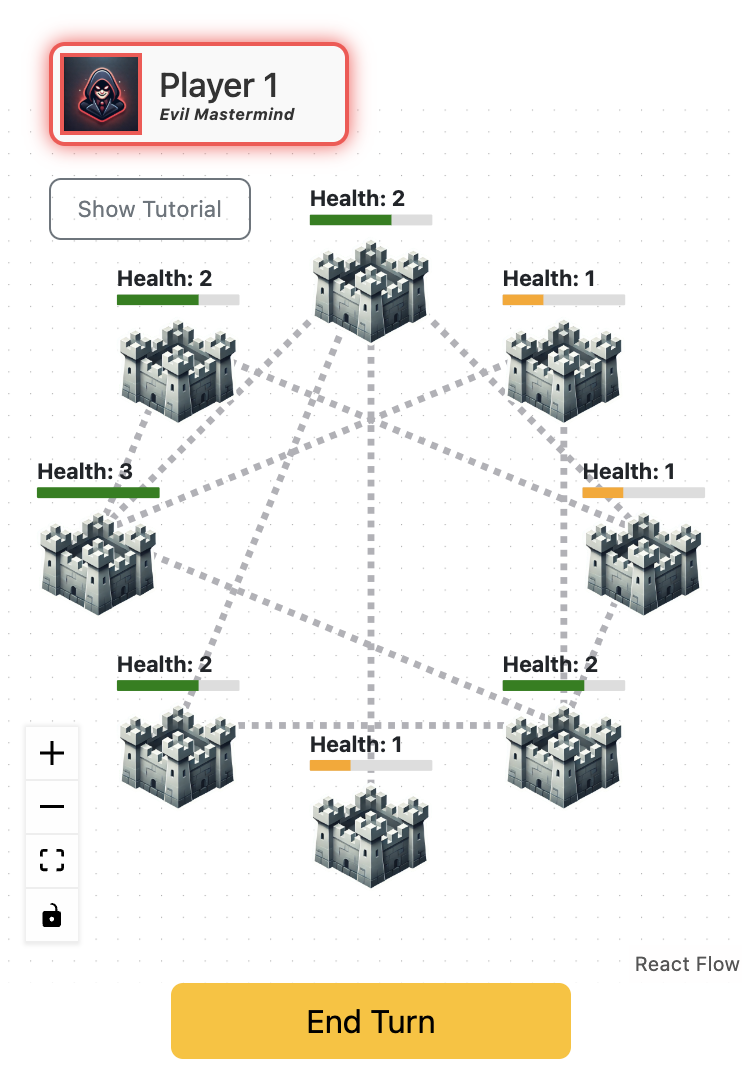 Player 1
Evil Mastermind
Show Tutorial
Health: 2
Health: 2
Health: 1
Health: 3
Health: 1
Health: 2
Health: 2
Health: 1
React Flow
End Turn